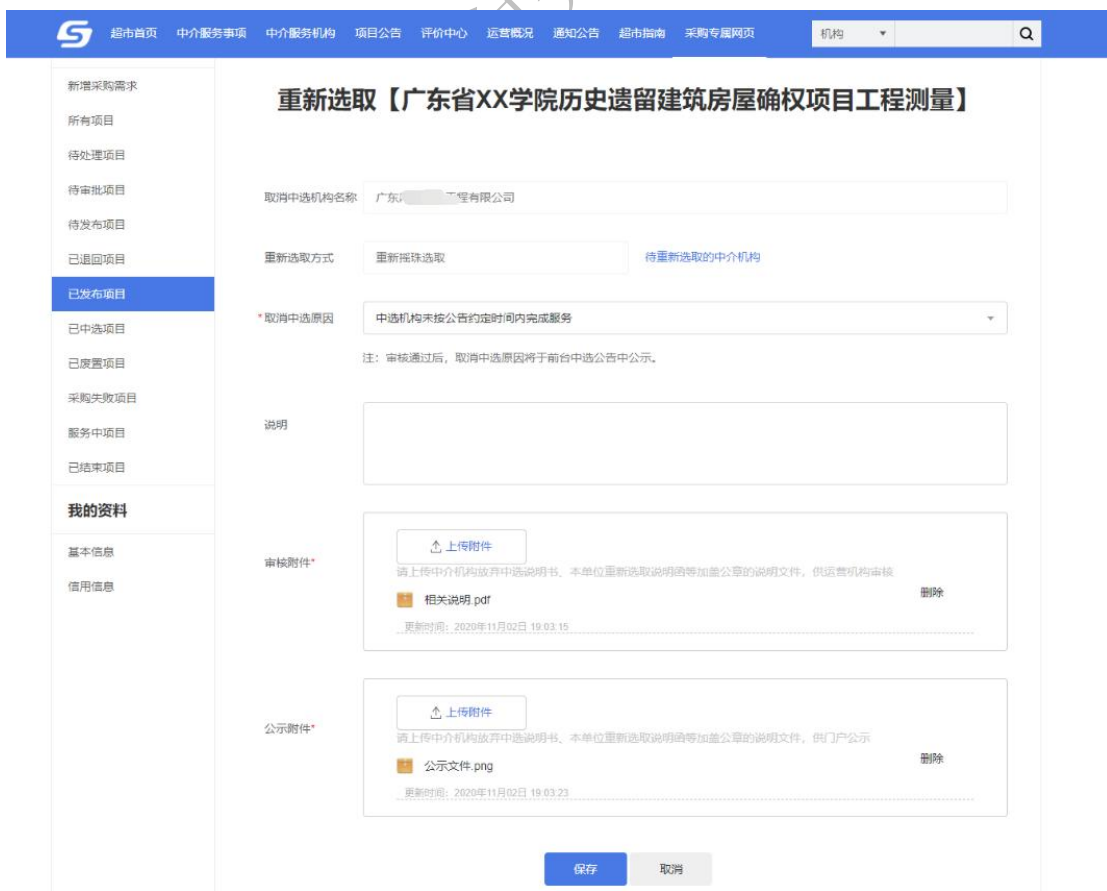 超市首页 中介服务事项 中介服务机构 项目公告 评价中心 运营概况 通知公告 超市指南 采购专属网页 机构
新增采购需求
所有项目
待处理项目
待审批项目
待发布项目
已退回项目
已发布项目
已中选项目
已废置项目
采购失败项目
服务中项目
已结束项目
我的资料
基本信息
信用信息
重新选取【广东省XX学院历史遗留建筑房屋确权项目工程测量】
取消中选机构名称 广东 工程有限公司
重新选取方式 重新摇珠选取 待重新选取的中介机构
*取消中选原因 中选机构未按公告约定时间内完成服务
注：审核通过后，取消中选原因将于前台中选公告中公示。
说明
审核附件*
上传附件
请上传中介机构放弃中选说明书、本单位重新选取说明函等加盖公章的说明文件，供运营机构审核
相关说明.pdf 删除
更新时间：2020年11月02日 19:03:15
公示附件*
上传附件
请上传中介机构放弃中选说明书、本单位重新选取说明函等加盖公章的说明文件，供门户公示
公示文件.png 删除
更新时间：2020年11月02日 19:03:23
保存 取消